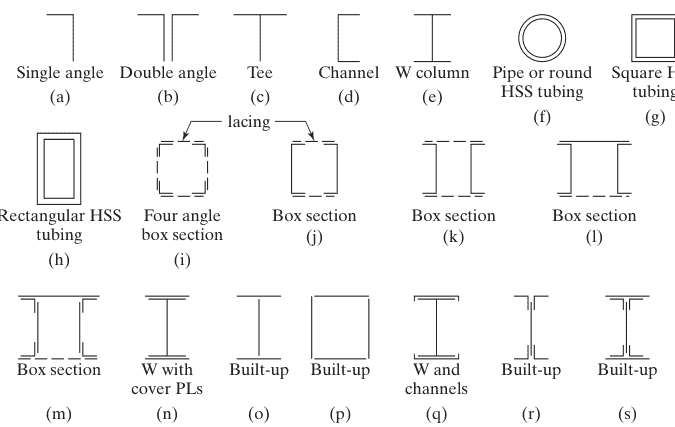 Single angle Double angle Tee Channel W column Pipe or round Square H
HSS tubing tubing
(a) (b) (c) (d) (e) (f) (g)
lacing
Rectangular HSS Four angle Box section Box section Box section
tubing box section (j) (k) (l)
(h) (i)
Box section W with Built-up Built-up W and Built-up Built-up
cover PLs channels
(m) (n) (o) (p) (q) (r) (s)